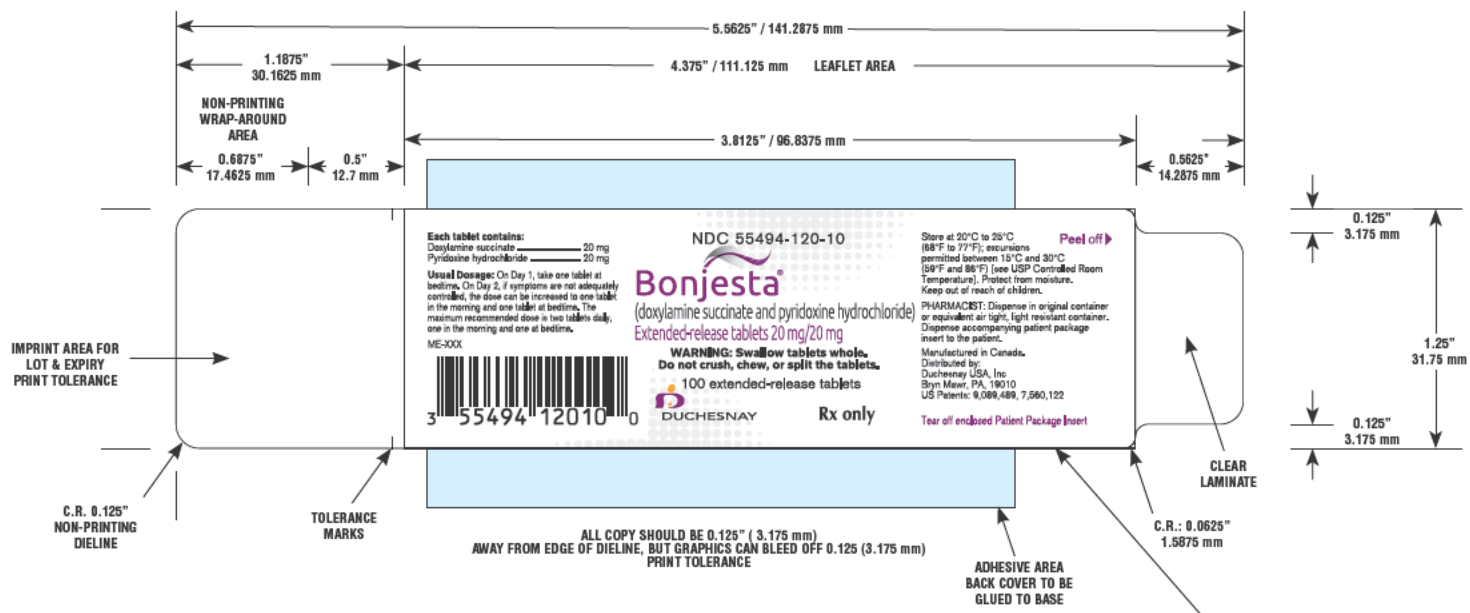 5.5625” / 141.2875 mm
1.1875”
30.1625 mm
4.375” / 111.125 mm LEAFLET AREA
NON-PRINTING
WRAP-AROUND
AREA
3.8125” / 96.8375 mm
0.6875”
17.4625 mm
0.5”
12.7 mm
0.5625”
14.2875 mm
IMPRINT AREA FOR
LOT & EXPIRY
PRINT TOLERANCE
Each tablet contains:
Doxylamine succinate 20 mg
Pyridoxine hydrochloride 20 mg
Usual Dosage: On Day 1, take one tablet at
bedtime. On Day 2, if symptoms are not adequately
controlled, the dose can be increased to one tablet
in the morning and one tablet at bedtime. The
maximum recommended dose is two tablets daily,
one in the morning and one at bedtime.
ME-XXX
3 55494 12010 0
NDC 55494-120-10
Bonjesta®
(doxylamine succinate and pyridoxine hydrochloride)
Extended-release tablets 20 mg/20 mg
WARNING: Swallow tablets whole.
Do not crush, chew, or split the tablets.
100 extended-release tablets
DUCHESNAY
Rx only
Peel off
Store at 20°C to 25°C
(68°F to 77°F); excursions
permitted between 15°C and 30°C
(59°F and 86°F) [see USP Controlled Room
Temperature]. Protect from moisture.
Keep out of reach of children.
PHARMACIST: Dispense in original container
or equivalent air tight, light resistant container.
Dispense accompanying patient package
insert to the patient.
Manufactured in Canada.
Distributed by:
Duchesnay USA, Inc
Bryn Mawr, PA, 19010
US Patents: 9,089,489, 7,560,122
Tear off enclosed Patient Package Insert
0.125”
3.175 mm
1.25”
31.75 mm
0.125”
3.175 mm
CLEAR
LAMINATE
C.R. 0.125”
NON-PRINTING
DIELINE
TOLERANCE
MARKS
ALL COPY SHOULD BE 0.125” ( 3.175 mm)
AWAY FROM EDGE OF DIELINE, BUT GRAPHICS CAN BLEED OFF 0.125 (3.175 mm)
PRINT TOLERANCE
C.R.: 0.0625”
1.5875 mm
ADHESIVE AREA
BACK COVER TO BE
GLUED TO BASE